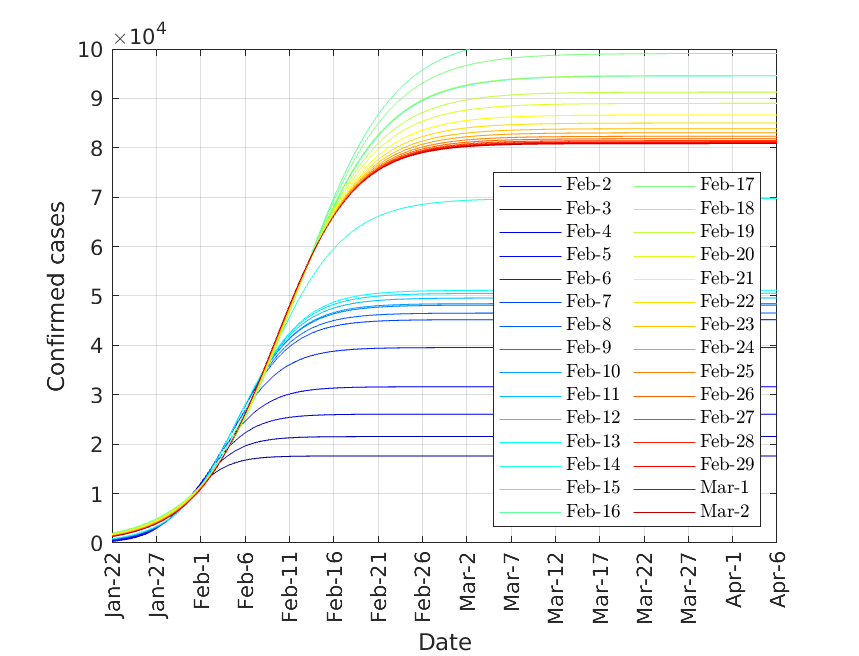 ×10⁴
10
9
8
7
6
5
4
3
2
1
0
Confirmed cases
Jan-22
Jan-27
Feb-1
Feb-6
Feb-11
Feb-16
Feb-21
Feb-26
Mar-2
Mar-7
Mar-12
Mar-17
Mar-22
Mar-27
Apr-1
Apr-6
Date
Feb-2
Feb-3
Feb-4
Feb-5
Feb-6
Feb-7
Feb-8
Feb-9
Feb-10
Feb-11
Feb-12
Feb-13
Feb-14
Feb-15
Feb-16
Feb-17
Feb-18
Feb-19
Feb-20
Feb-21
Feb-22
Feb-23
Feb-24
Feb-25
Feb-26
Feb-27
Feb-28
Feb-29
Mar-1
Mar-2